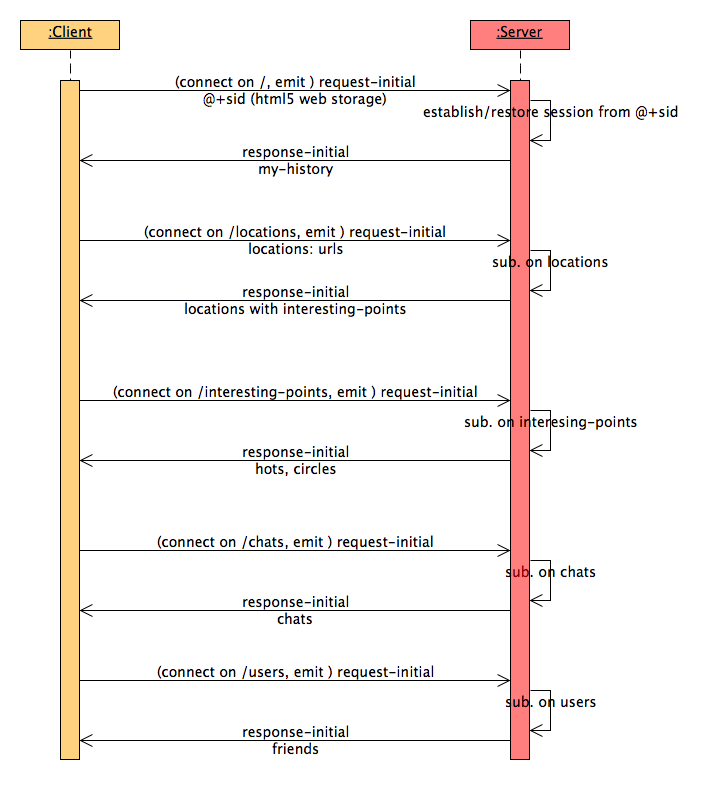 :Client
:Server
(connect on /, emit ) request-initial
@+sid (html5 web storage)
establish/restore session from @+sid
response-initial
my-history
(connect on /locations, emit ) request-initial
locations: urls
sub. on locations
response-initial
locations with interesting-points
(connect on /interesting-points, emit ) request-initial
sub. on interesing-points
response-initial
hots, circles
(connect on /chats, emit ) request-initial
sub. on chats
response-initial
chats
(connect on /users, emit ) request-initial
sub. on users
response-initial
friends